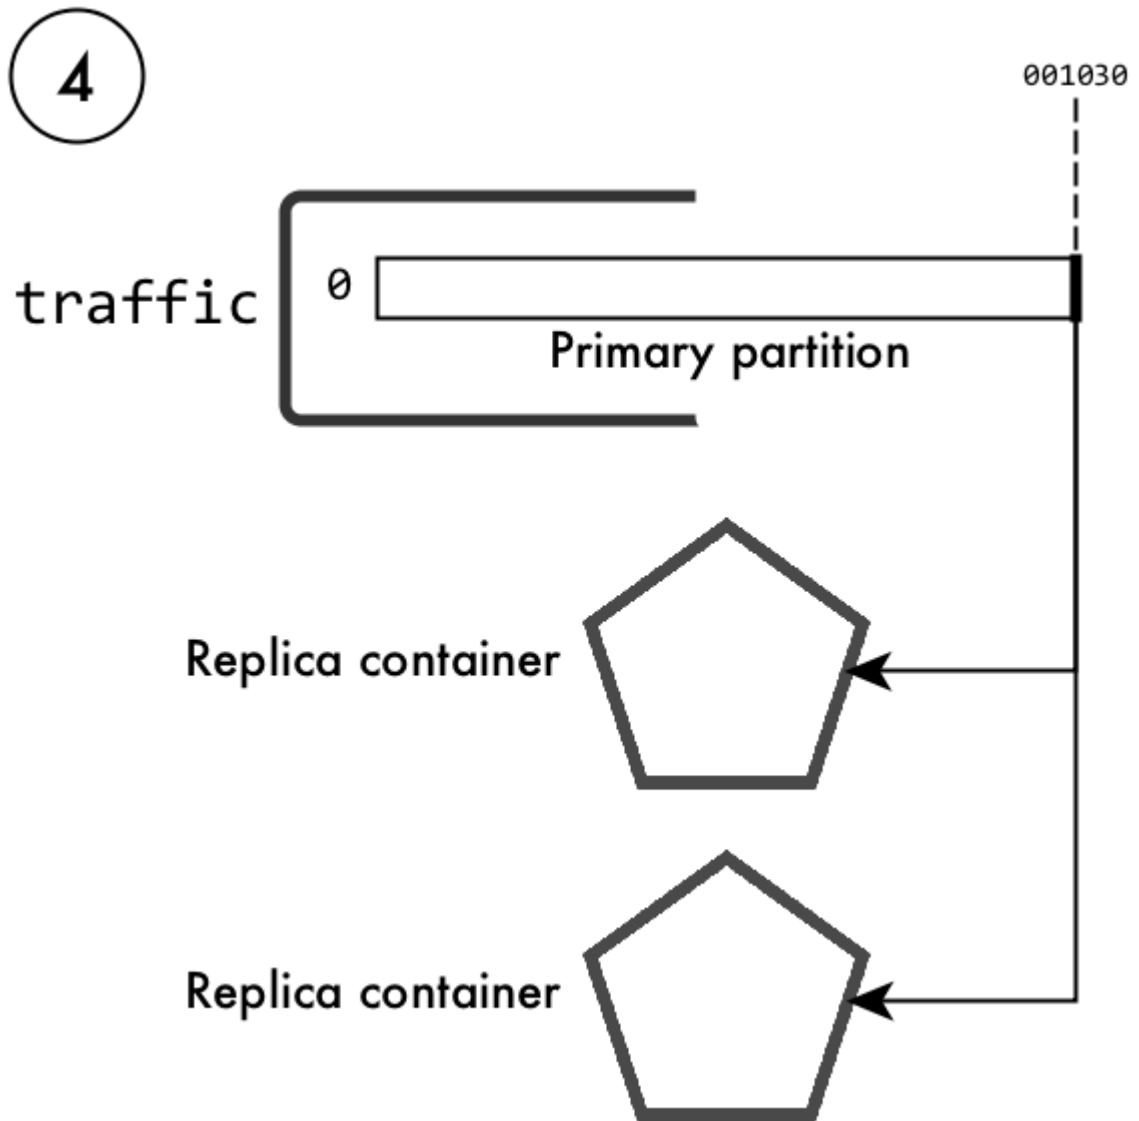 4
001030
traffic
0
Primary partition
Replica container
Replica container